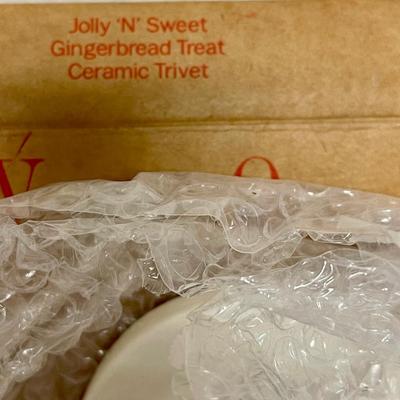 Jolly 'N' Sweet
Gingerbread Treat
Ceramic Trivet